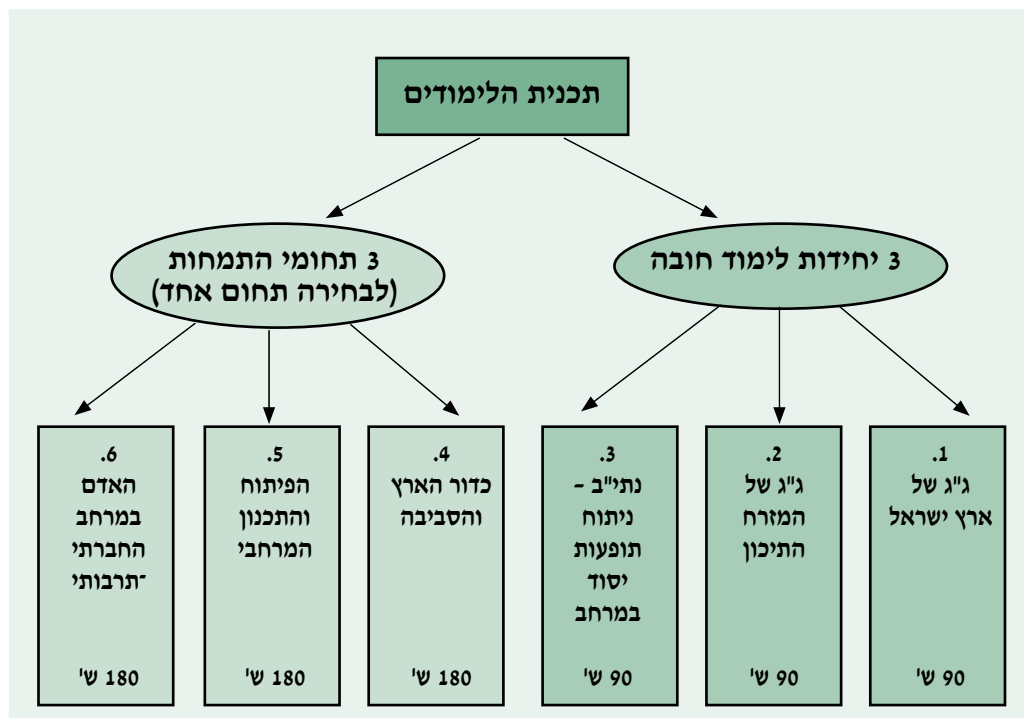 תכנית הלימודים
3 יחידות לימוד חובה
3 תחומי התמחות
(לבחירה תחום אחד)
1.
ג"ג של
ארץ ישראל
90 ש'
2.
ג"ג של
המזרח
התיכון
90 ש'
3.
נתי"ב -
ניתוח
תופעות
יסוד
במרחב
90 ש'
4.
כדור הארץ
והסביבה
180 ש'
5.
הפיתוח
והתכנון
המרחבי
180 ש'
6.
האדם
במרחב
החברתי
־תרבותי
180 ש'